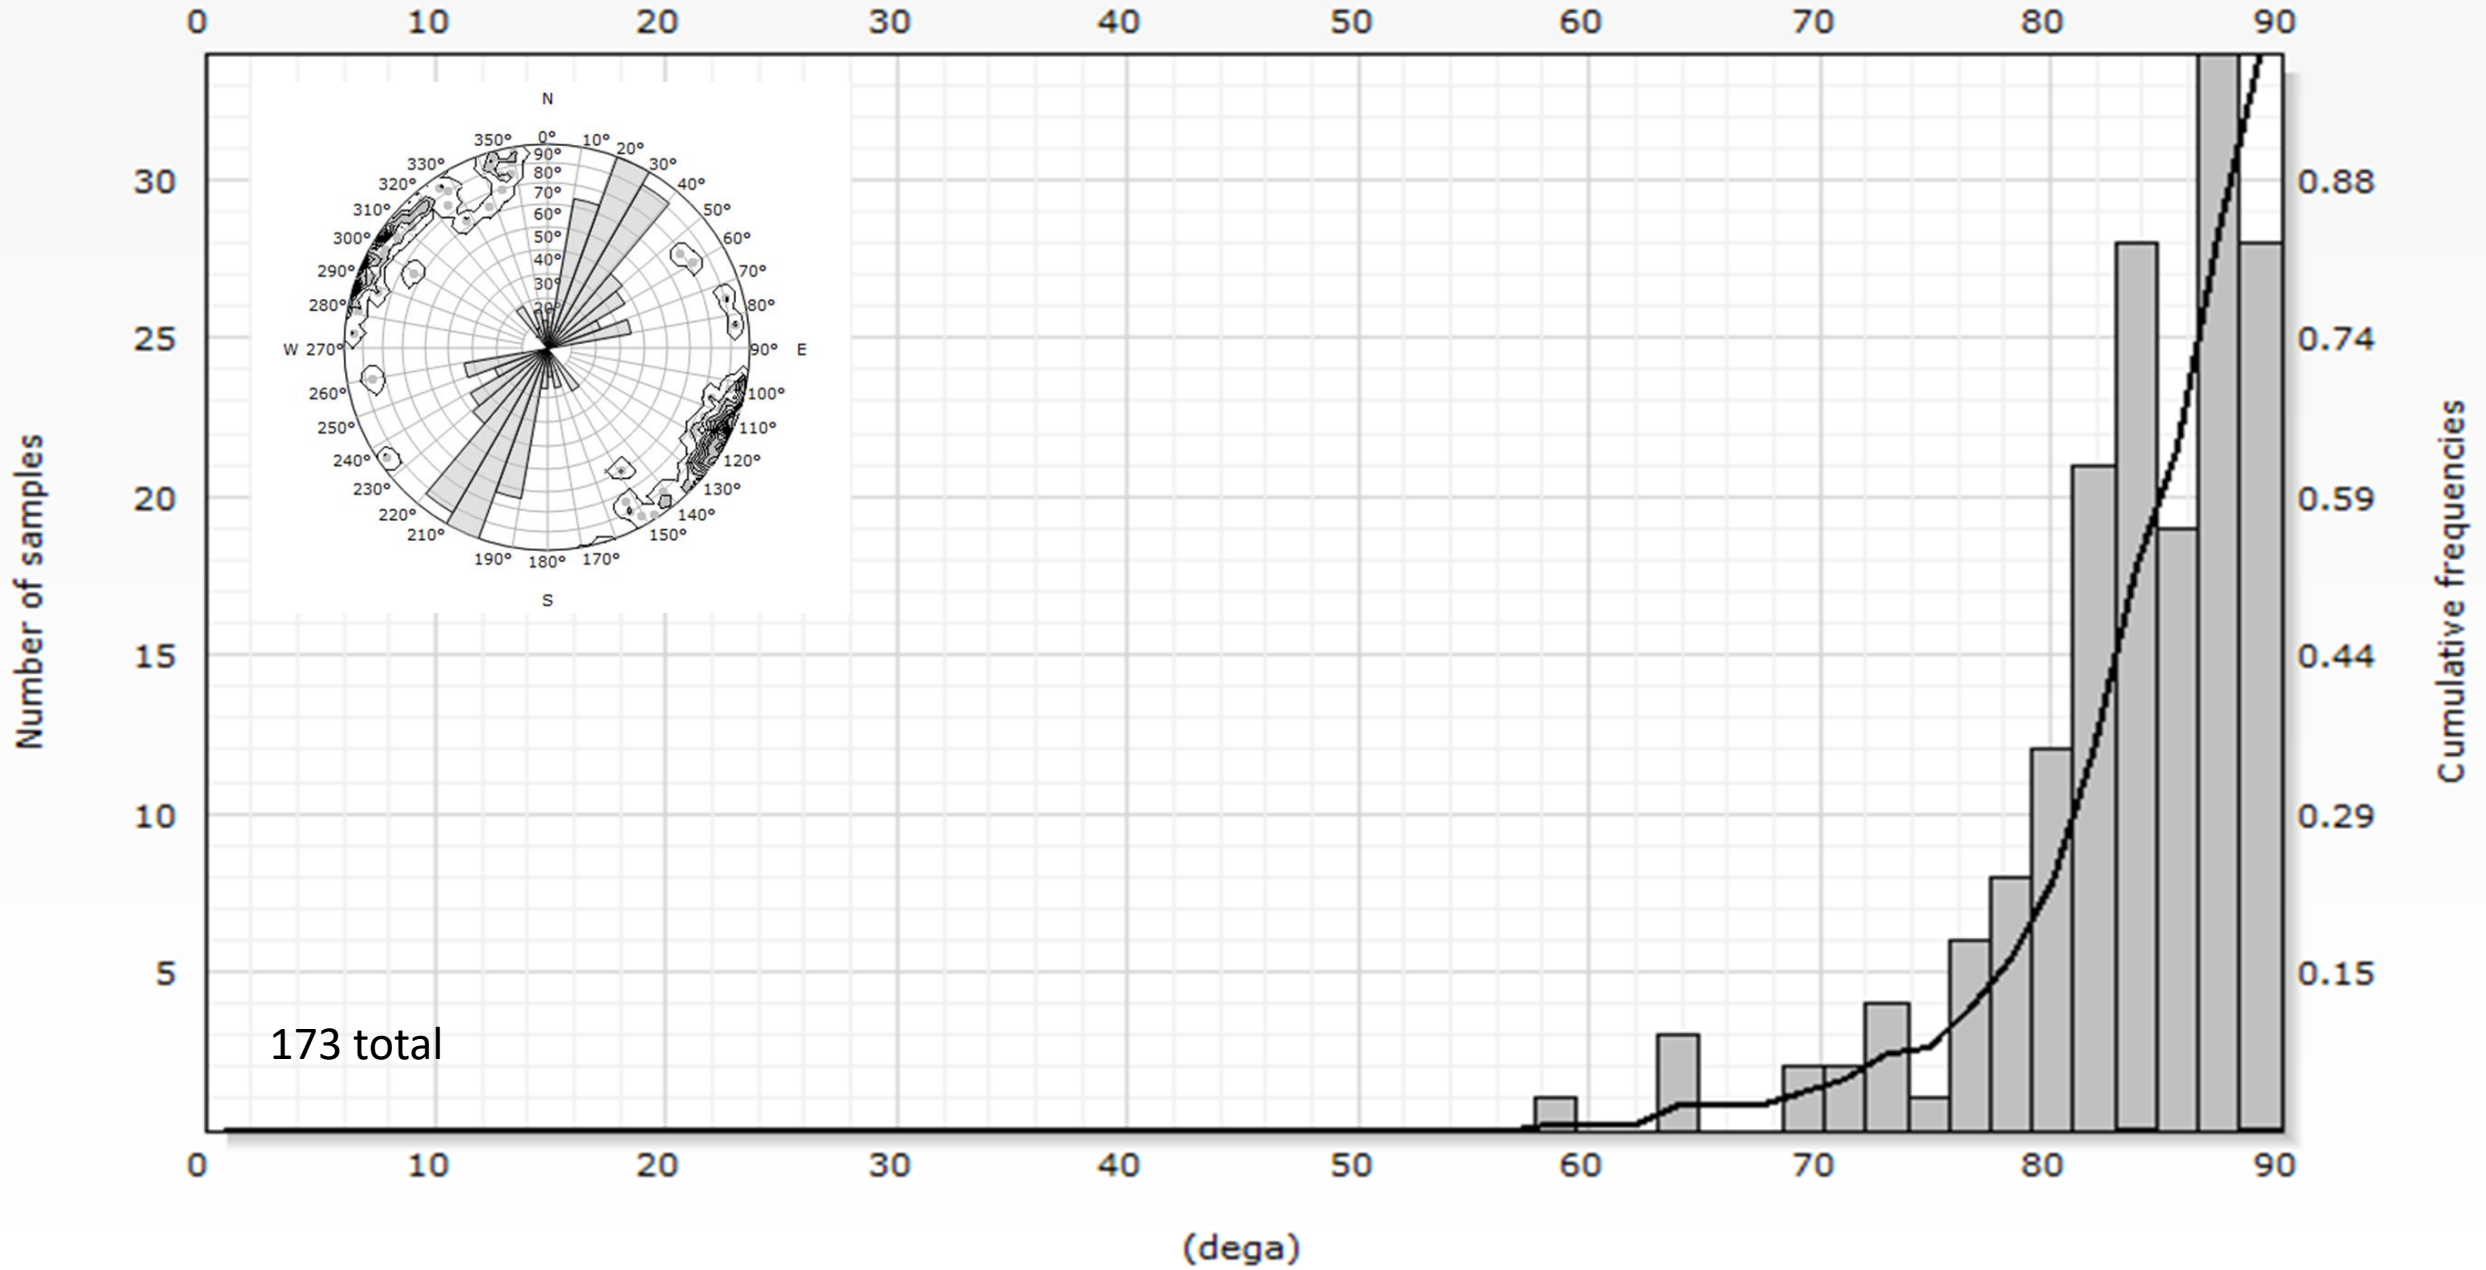 0 10 20 30 40 50 60 70 80 90
N
350° 0° 10° 20°
330° 90° 30°
320° 80° 40°
310° 70° 50°
60°
300° 50° 60°
290° 40° 70°
280° 30° 80°
20°
W 270° 90° E
260° 100°
250° 110°
240° 120°
230° 130°
220° 140°
210° 150°
190° 180° 170°
S
30 0.88
25 0.74
20 0.59
15 0.44
10 0.29
5 0.15
Number of samples
Cumulative frequencies
173 total
0 10 20 30 40 50 60 70 80 90
(dega)